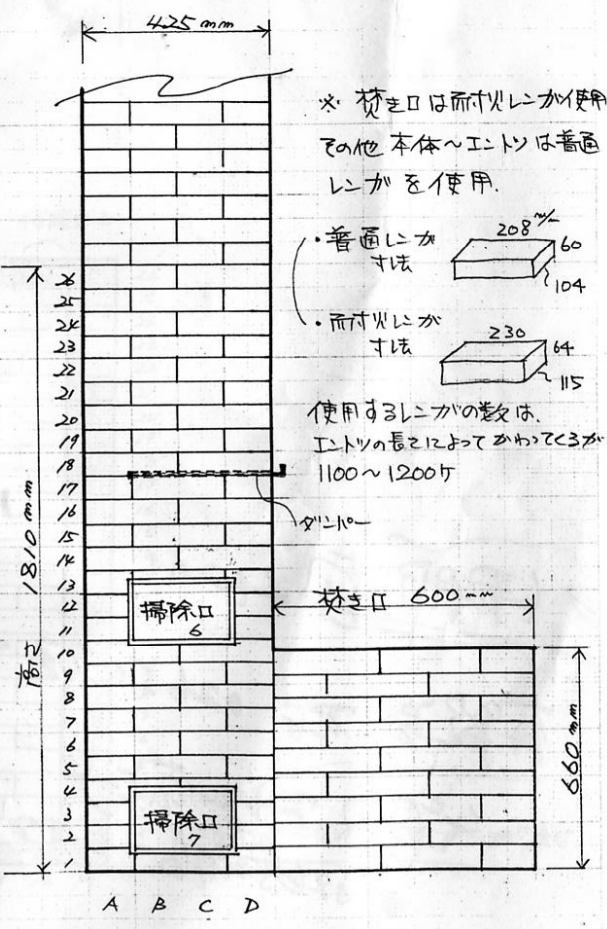 425 mm
※ 焚き口は耐火レンガ使用
その他 本体~エントツは普通
レンガを使用.
・普通レンガ
寸法
208 m/m
60
104
・耐火レンガ
寸法
230
64
115
使用するレンガの数は、
エントツの長さによってかわってくるが
1100~1200ケ
26
25
24
23
22
21
20
19
18
17
16
15
14
13
12
11
10
9
8
7
6
5
4
3
2
1
高さ 1810 mm
ダンパー
掃除口
6
焚き口 600 mm
660 mm
掃除口
7
A B C D